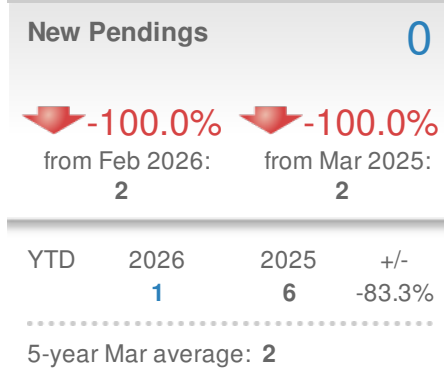 New Pendings 0
-100.0% -100.0%
from Feb 2026: from Mar 2025:
2 2
YTD 2026 2025 +/-
1 6 -83.3%
5-year Mar average: 2